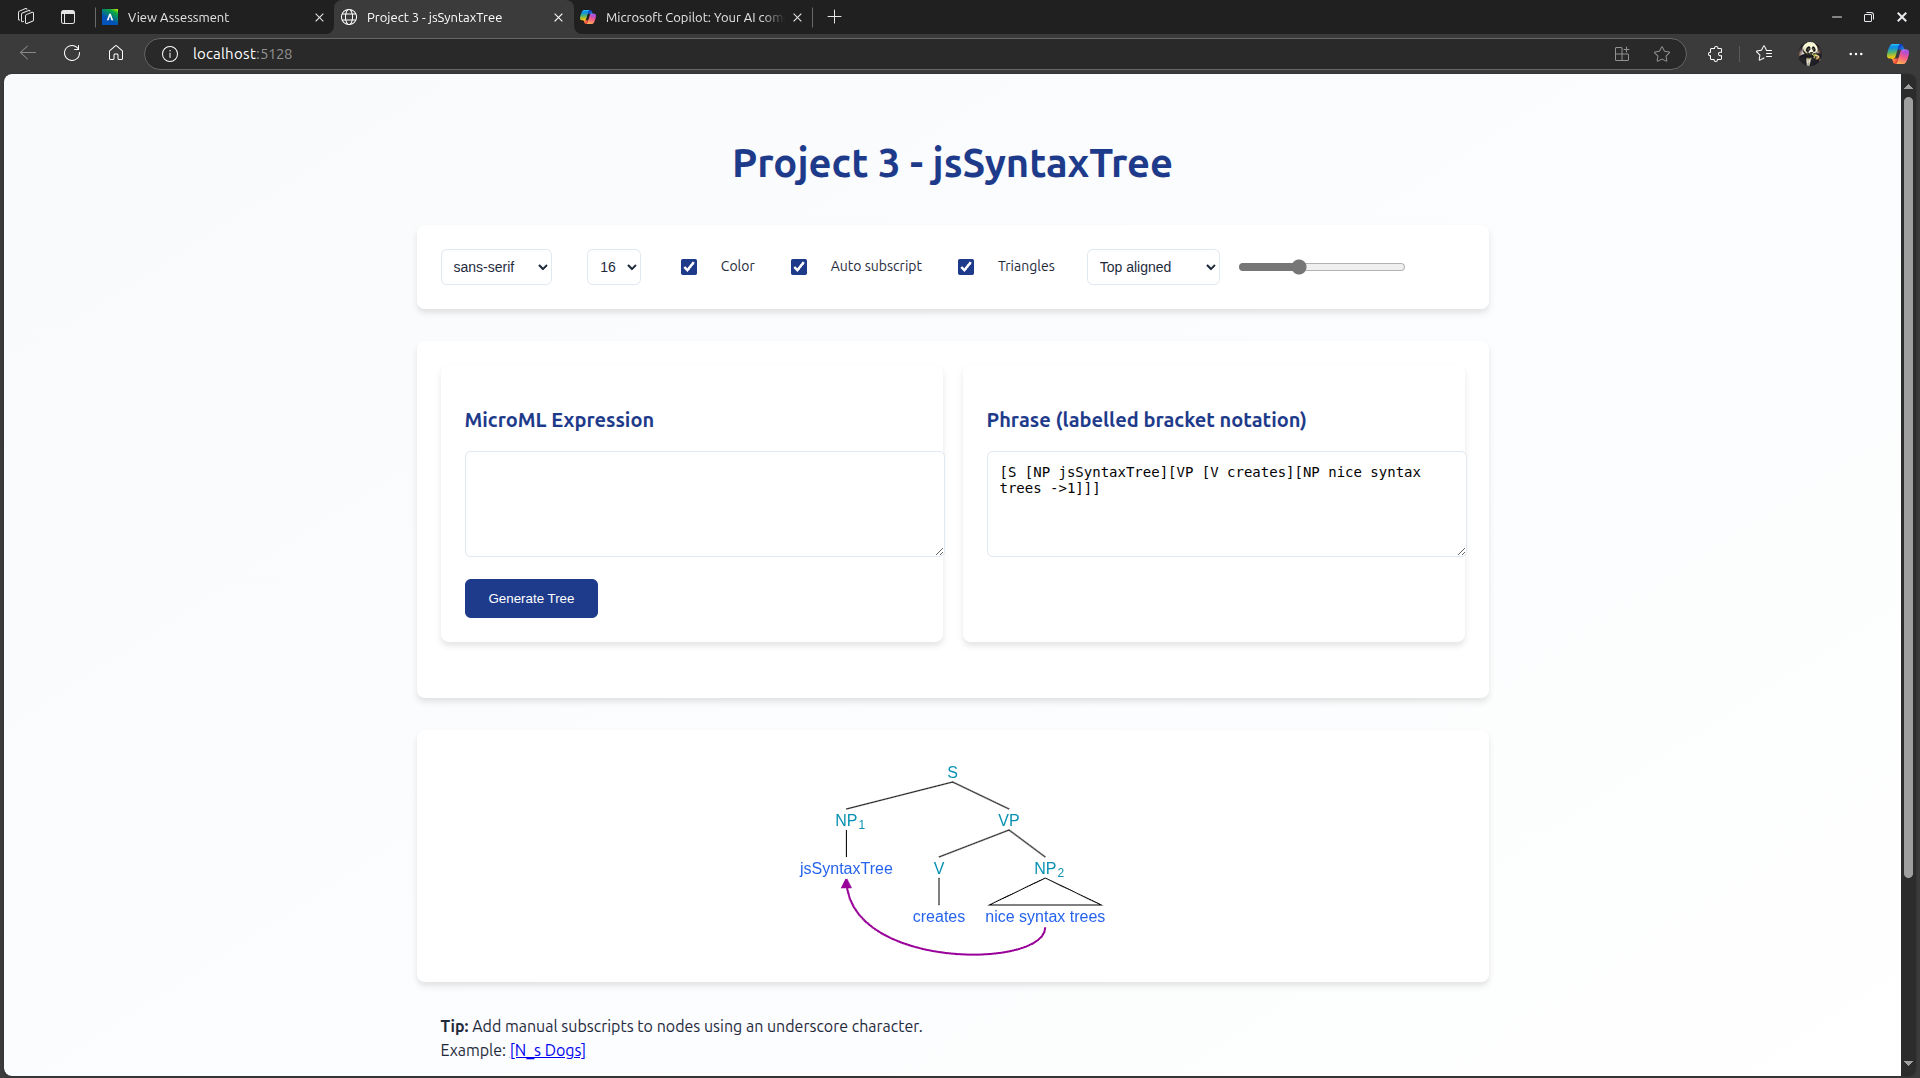 View Assessment
Project 3 - jsSyntaxTree
Microsoft Copilot: Your AI com
localhost:5128
Project 3 - jsSyntaxTree
sans-serif
16
Color
Auto subscript
Triangles
Top aligned
MicroML Expression
Generate Tree
Phrase (labelled bracket notation)
[S [NP jsSyntaxTree][VP [V creates][NP nice syntax
trees ->1]]]
S
NP1
VP
jsSyntaxTree
V
NP2
creates
nice syntax trees
Tip: Add manual subscripts to nodes using an underscore character.
Example: [N_s Dogs]